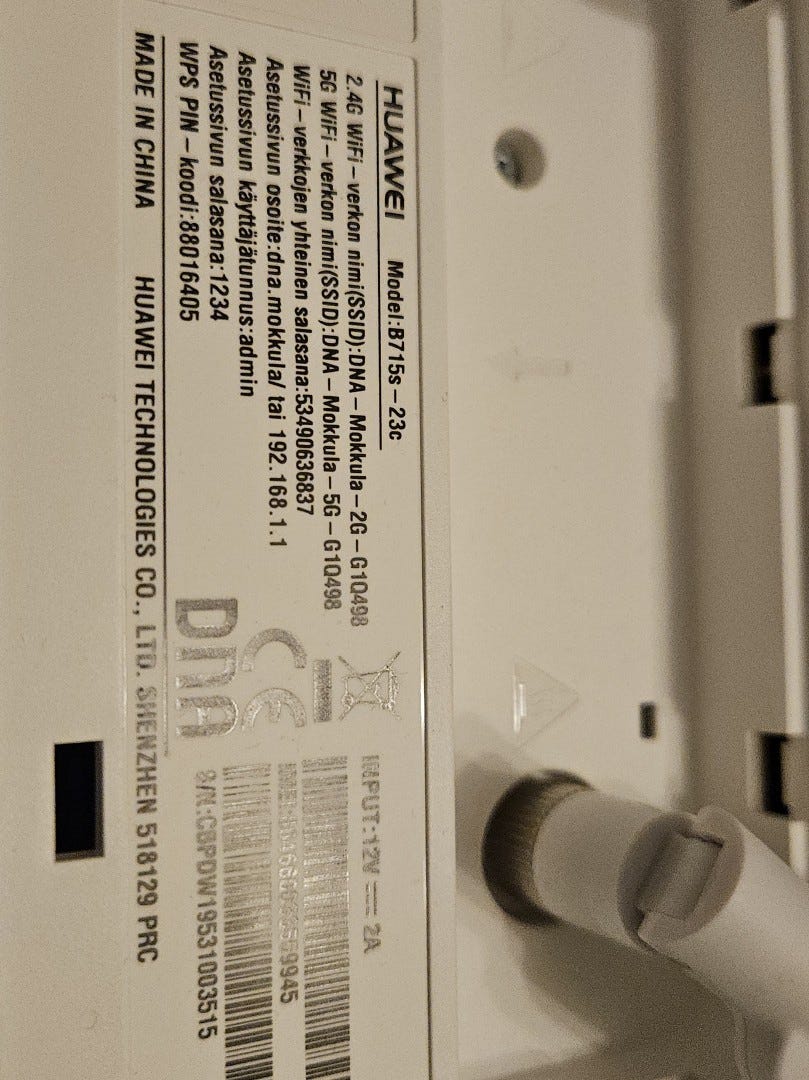 HUAWEI Model:B715s-23c
2.4G WiFi-verkon nimi(SSID):DNA-Mokkula-2G-G1Q498
5G WiFi-verkon nimi(SSID):DNA-Mokkula-5G-G1Q498
WiFi-verkkojen yhteinen salasana:53490636837
Asetussivun osoite:dna.mokkula/ tai 192.168.1.1
Asetussivun käyttäjätunnus:admin
Asetussivun salasana:1234
WPS PIN-koodi:88016405
INPUT:12V 2A
CE
DNA
MADE IN CHINA HUAWEI TECHNOLOGIES CO., LTD. SHENZHEN 518129 PRC